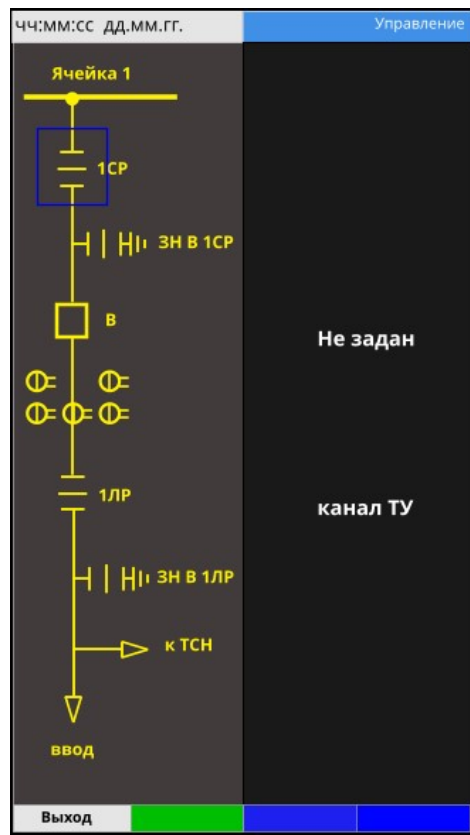 чч:мм:сс дд.мм.гг.
Управление
Ячейка 1
1СР
ЗН В 1СР
В
Не задан
1ЛР
канал ТУ
ЗН В 1ЛР
к ТСН
ввод
Выход